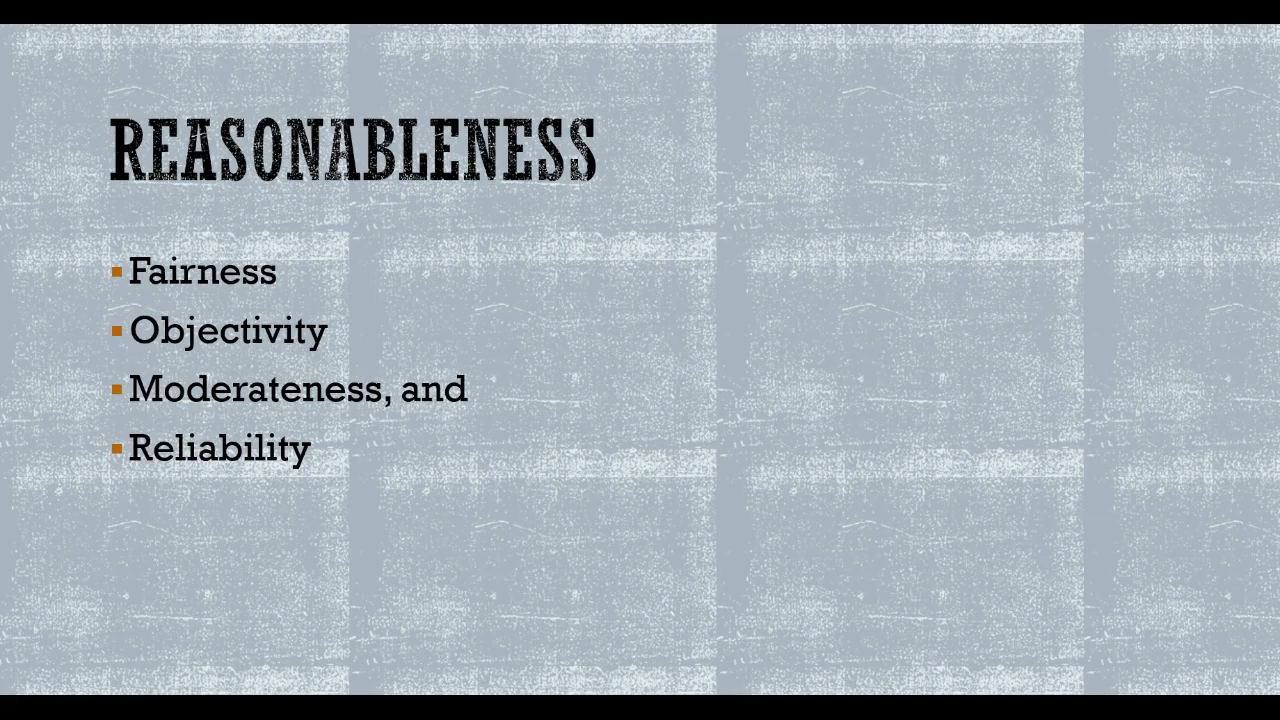 REASONABLENESS
Fairness
Objectivity
Moderateness, and
Reliability